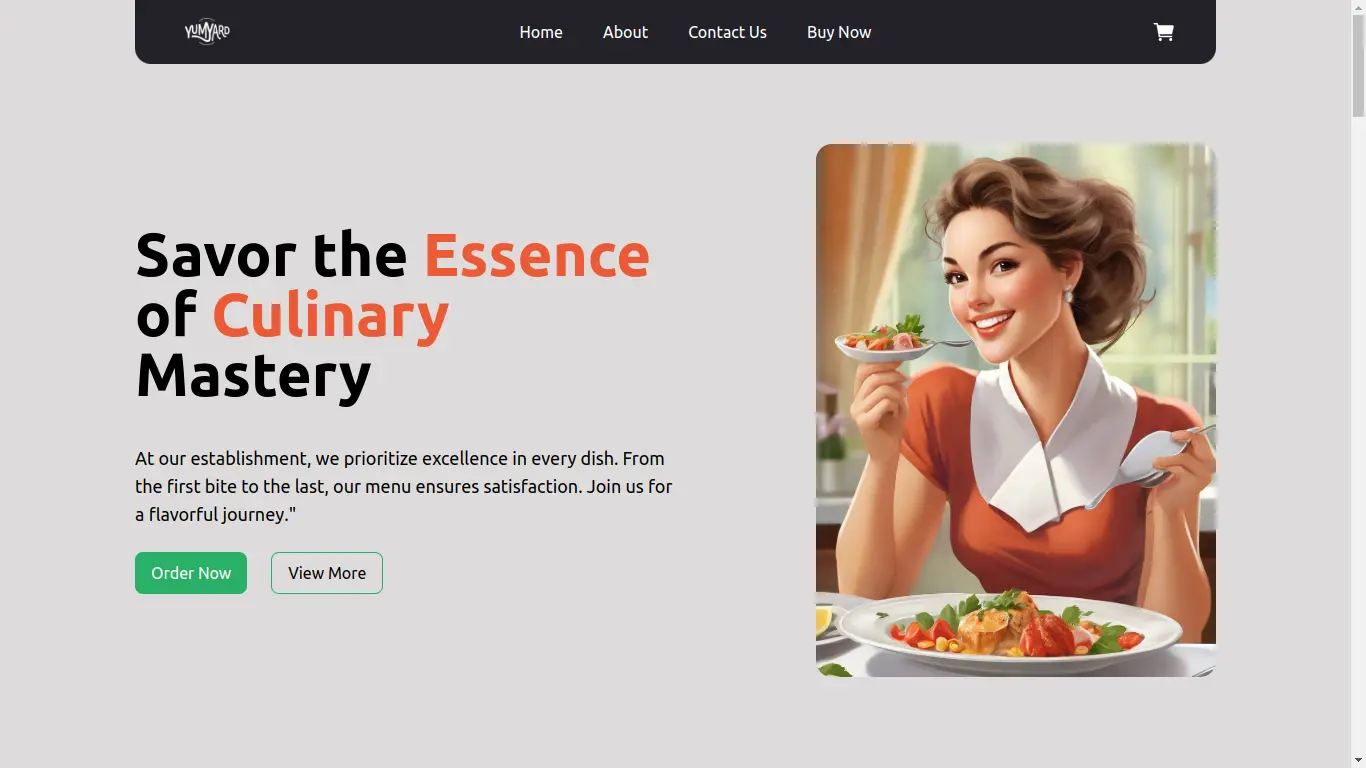 YUMYARD
Home
About
Contact Us
Buy Now
Savor the Essence
of Culinary
Mastery
At our establishment, we prioritize excellence in every dish. From
the first bite to the last, our menu ensures satisfaction. Join us for
a flavorful journey."
Order Now
View More